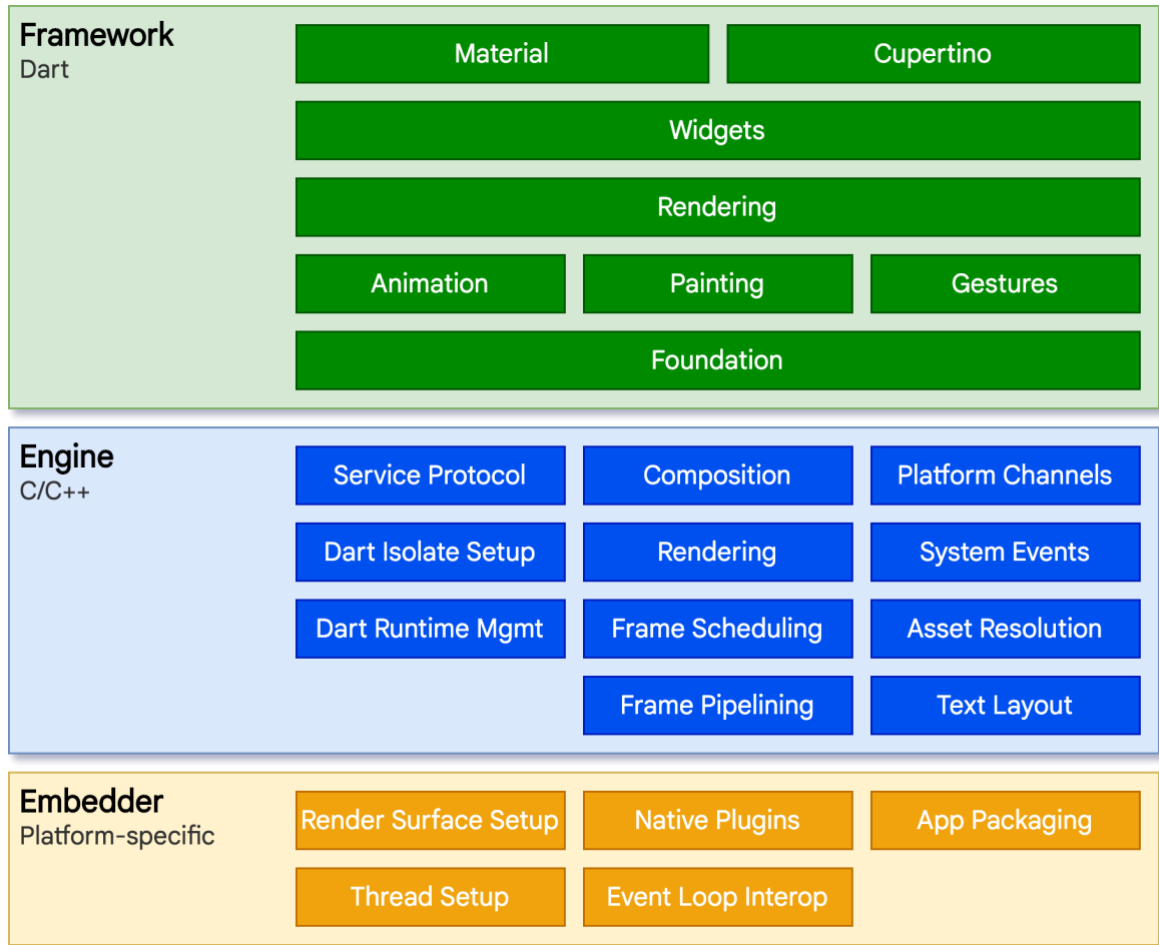 Framework
Dart
Material
Cupertino
Widgets
Rendering
Animation
Painting
Gestures
Foundation
Engine
C/C++
Service Protocol
Composition
Platform Channels
Dart Isolate Setup
Rendering
System Events
Dart Runtime Mgmt
Frame Scheduling
Asset Resolution
Frame Pipelining
Text Layout
Embedder
Platform-specific
Render Surface Setup
Native Plugins
App Packaging
Thread Setup
Event Loop Interop